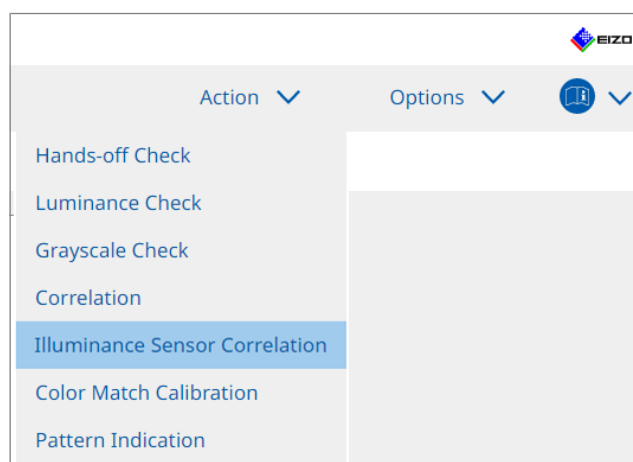 EIZO
Action Options
Hands-off Check
Luminance Check
Grayscale Check
Correlation
Illuminance Sensor Correlation
Color Match Calibration
Pattern Indication